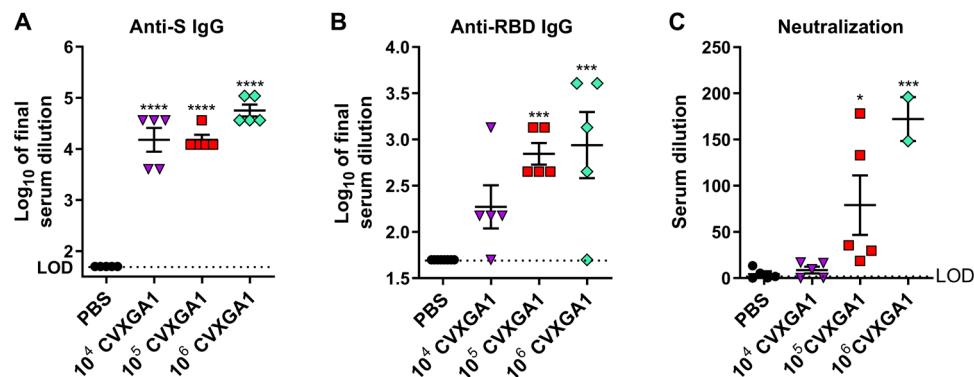 A
Anti-S IgG
Log10 of final
serum dilution
6
5
4
3
2
LOD
****
****
****
PBS
10^4 CVXGA1
10^5 CVXGA1
10^6 CVXGA1
B
Anti-RBD IgG
Log10 of final
serum dilution
4.0
3.5
3.0
2.5
2.0
1.5
***
***
PBS
10^4 CVXGA1
10^5 CVXGA1
10^6 CVXGA1
C
Neutralization
Serum dilution
250
200
150
100
50
0
*
***
LOD
PBS
10^4 CVXGA1
10^5 CVXGA1
10^6 CVXGA1